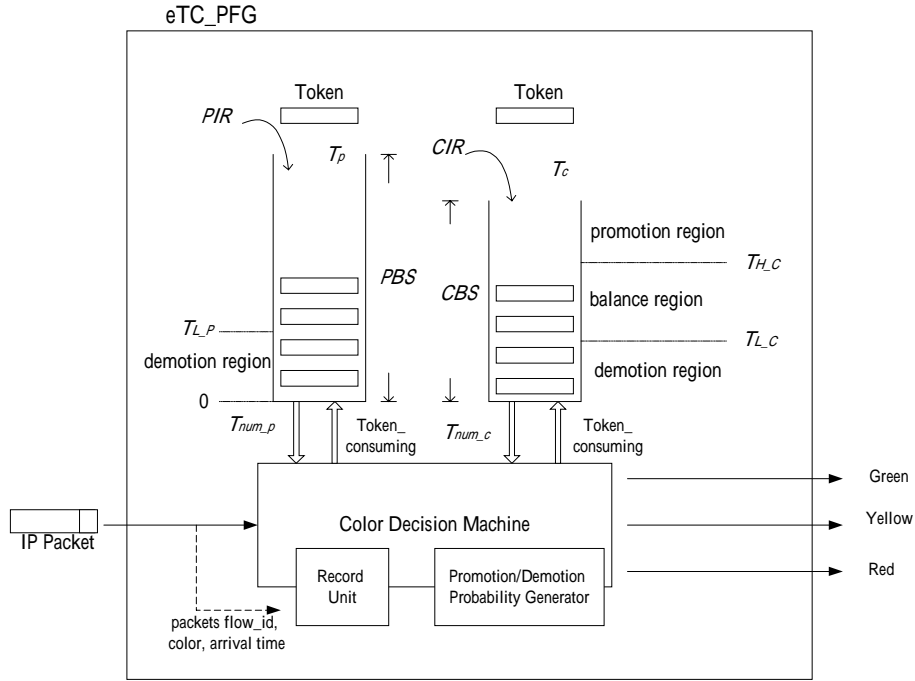 eTC_PFG
Token
Token
PIR
Tp
CIR
Tc
promotion region
TH_C
PBS
CBS
balance region
TL_P
TL_C
demotion region
demotion region
0
Tnum_p
Token_
consuming
Tnum_c
Token_
consuming
Green
IP Packet
Color Decision Machine
Yellow
Record
Unit
Promotion/Demotion
Probability Generator
Red
packets flow_id,
color, arrival time